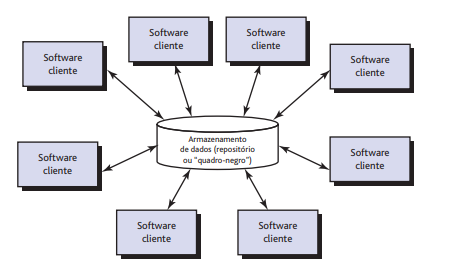 Software
cliente
Software
cliente
Software
cliente
Software
cliente
Armazenamento
de dados (repositório
ou "quadro-negro")
Software
cliente
Software
cliente
Software
cliente
Software
cliente